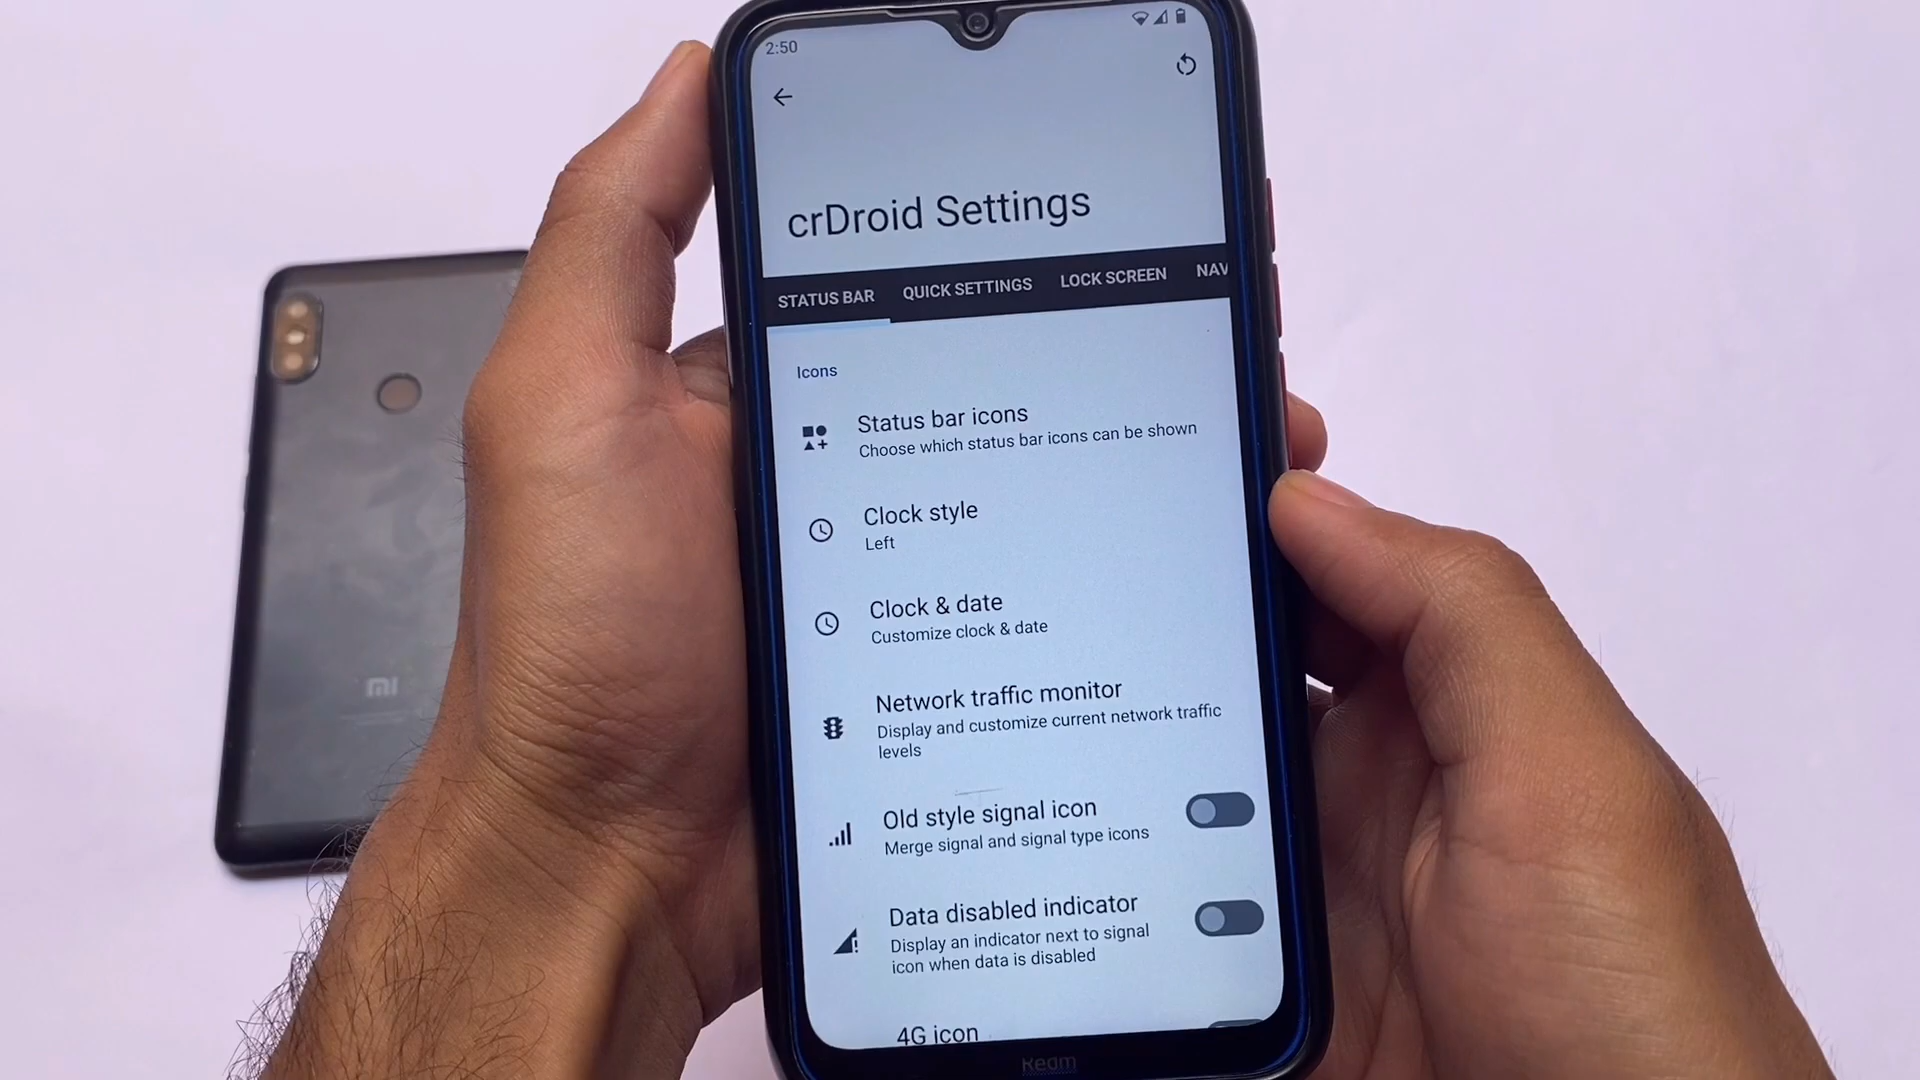 2:50
crDroid Settings
STATUS BAR QUICK SETTINGS LOCK SCREEN NAV
Icons
Status bar icons
Choose which status bar icons can be shown
Clock style
Left
Clock & date
Customize clock & date
Network traffic monitor
Display and customize current network traffic
levels
Old style signal icon
Merge signal and signal type icons
Data disabled indicator
Display an indicator next to signal
icon when data is disabled
4G icon
Redm
mi